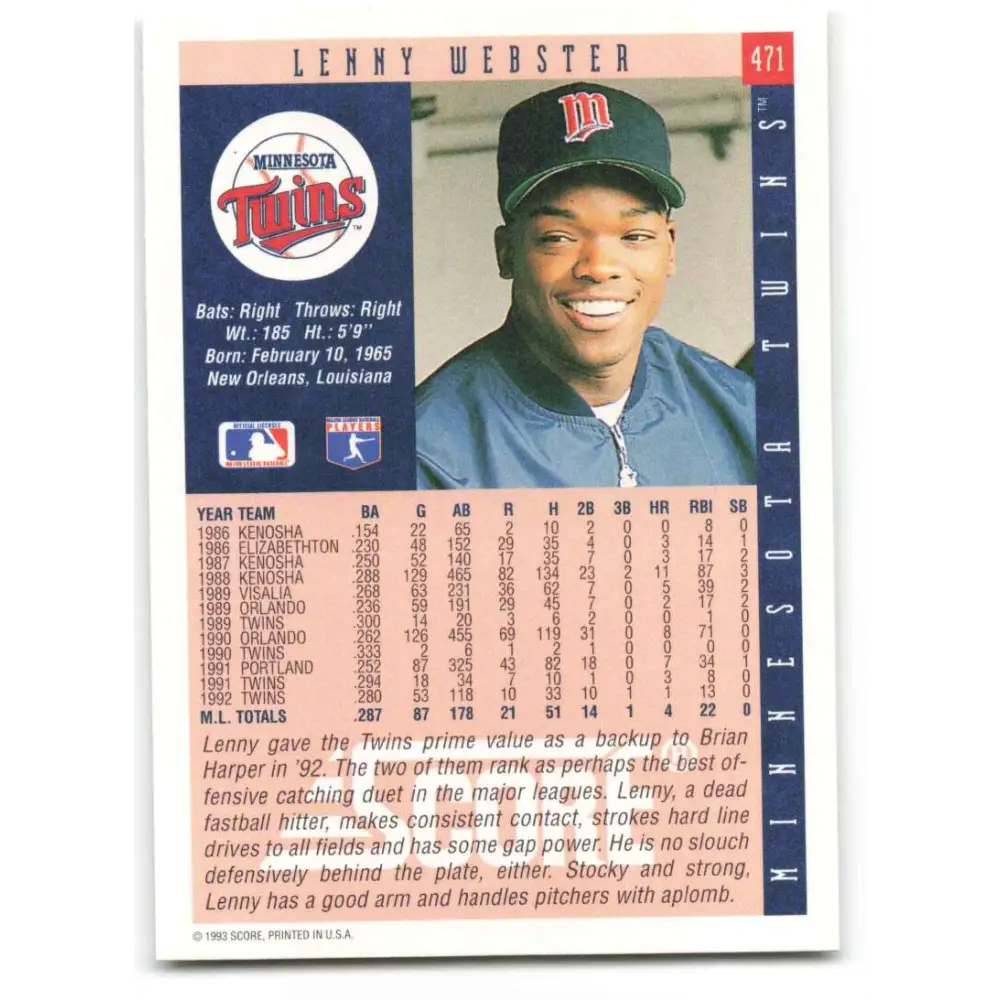 LENNY WEBSTER
471
MINNESOTA
Twins™
MINNESOTA TWINS™
Bats: Right Throws: Right
Wt.: 185 Ht.: 5'9"
Born: February 10, 1965
New Orleans, Louisiana
OFFICIAL LICENSEE
MAJOR LEAGUE BASEBALL
MAJOR LEAGUE BASEBALL
PLAYERS
m
YEAR TEAM BA G AB R H 2B 3B HR RBI SB
1986 KENOSHA .154 22 65 2 10 2 0 0 8 0
1986 ELIZABETHTON .230 48 152 29 35 4 0 3 14 1
1987 KENOSHA .250 52 140 17 35 7 0 3 17 2
1988 KENOSHA .288 129 465 82 134 23 2 11 87 3
1989 VISALIA .268 63 231 36 62 7 0 5 39 2
1989 ORLANDO .236 59 191 29 45 7 0 2 17 2
1989 TWINS .300 14 20 3 6 2 0 0 1 0
1990 ORLANDO .262 126 455 69 119 31 0 8 71 0
1990 TWINS .333 2 6 1 2 1 0 0 0 0
1991 PORTLAND .252 87 325 43 82 18 0 7 34 1
1991 TWINS .294 18 34 7 10 1 0 3 8 0
1992 TWINS .280 53 118 10 33 10 1 1 13 0
M.L. TOTALS .287 87 178 21 51 14 1 4 22 0
SCORE®
Lenny gave the Twins prime value as a backup to Brian
Harper in '92. The two of them rank as perhaps the best of-
fensive catching duet in the major leagues. Lenny, a dead
fastball hitter, makes consistent contact, strokes hard line
drives to all fields and has some gap power. He is no slouch
defensively behind the plate, either. Stocky and strong,
Lenny has a good arm and handles pitchers with aplomb.
© 1993 SCORE, PRINTED IN U.S.A.